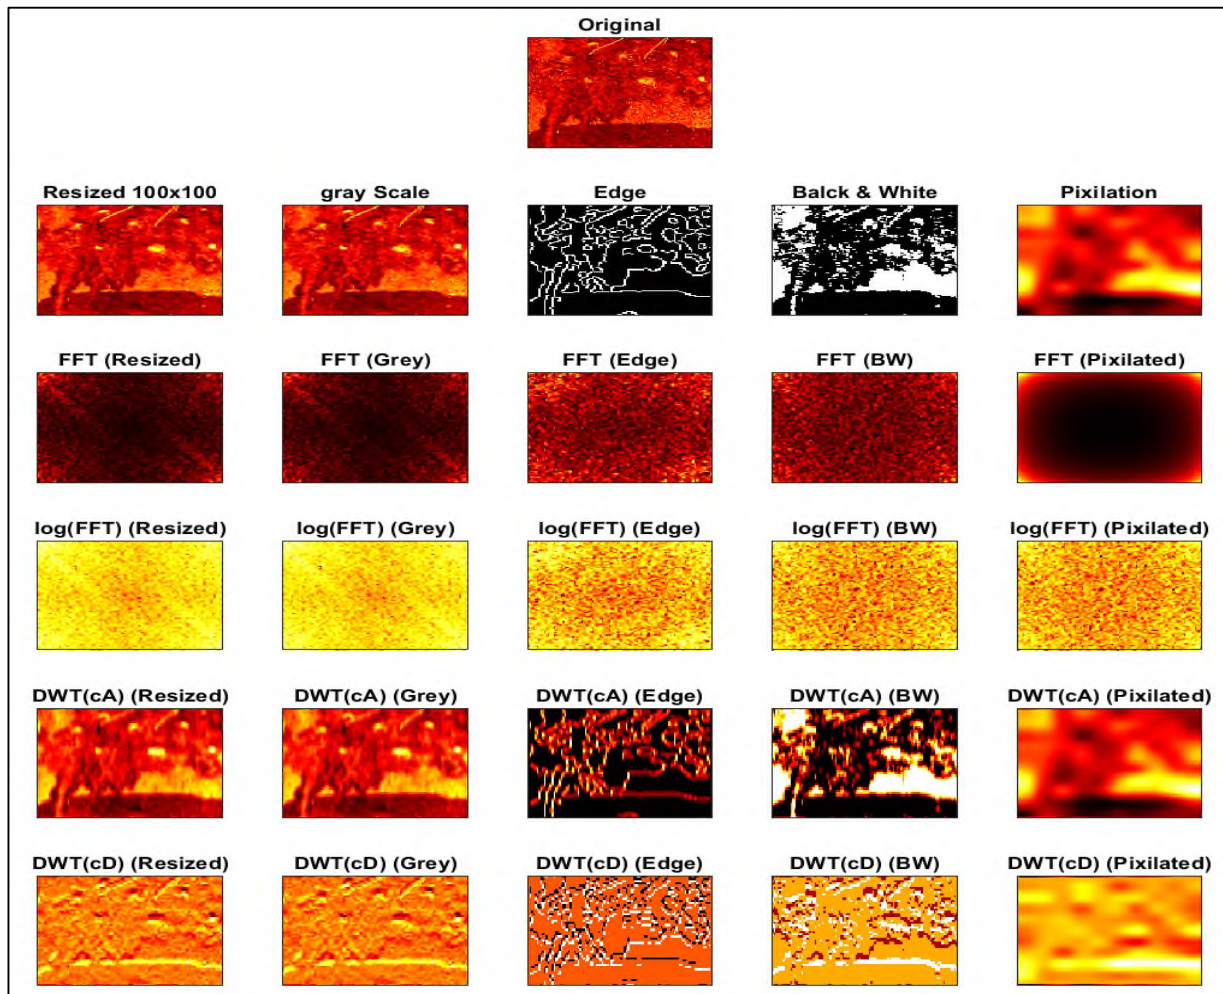 Original
Resized 100x100 gray Scale Edge Balck & White Pixilation
FFT (Resized) FFT (Grey) FFT (Edge) FFT (BW) FFT (Pixilated)
log(FFT) (Resized) log(FFT) (Grey) log(FFT) (Edge) log(FFT) (BW) log(FFT) (Pixilated)
DWT(cA) (Resized) DWT(cA) (Grey) DWT(cA) (Edge) DWT(cA) (BW) DWT(cA) (Pixilated)
DWT(cD) (Resized) DWT(cD) (Grey) DWT(cD) (Edge) DWT(cD) (BW) DWT(cD) (Pixilated)